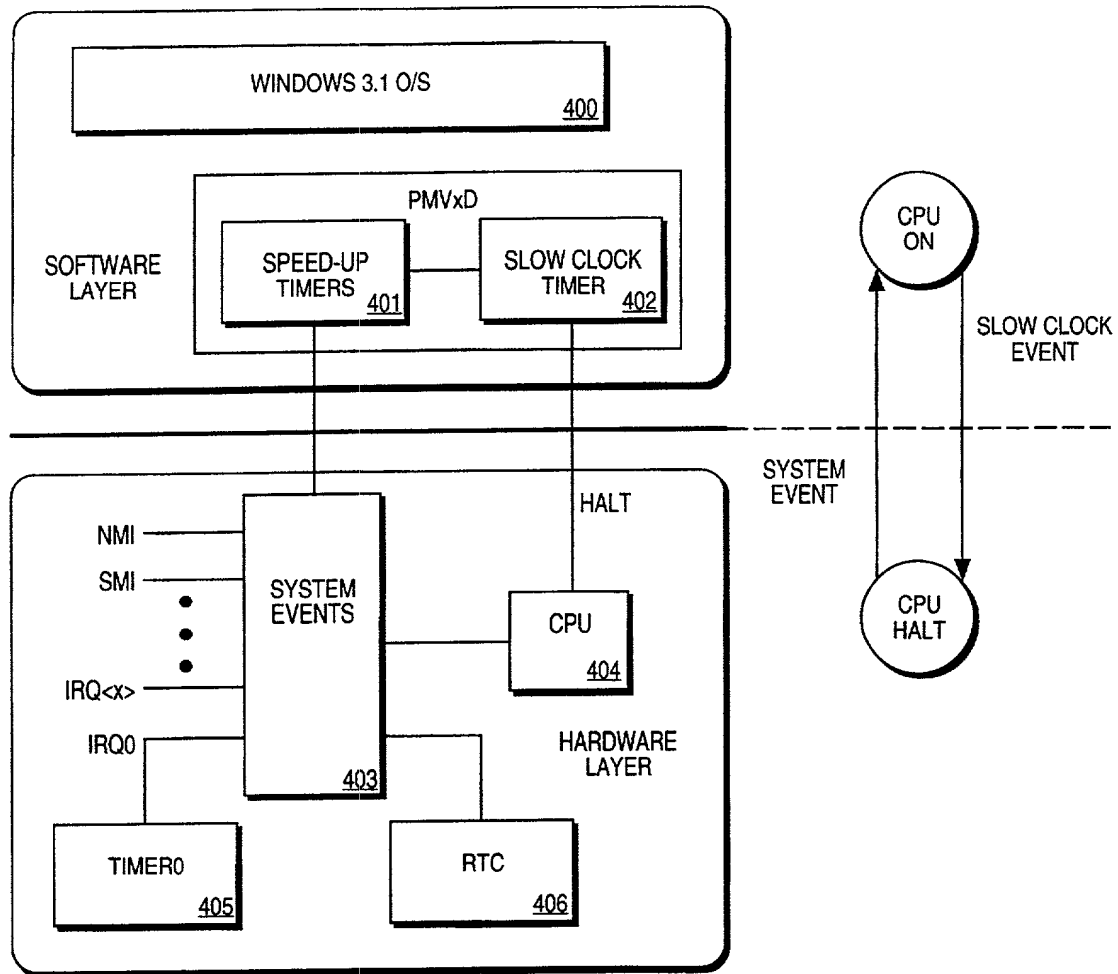 WINDOWS 3.1 O/S
400
PMVxD
SOFTWARE
LAYER
SPEED-UP
TIMERS
401
SLOW CLOCK
TIMER
402
CPU
ON
SLOW CLOCK
EVENT
SYSTEM
EVENT
CPU
HALT
HALT
NMI
SMI
IRQ<x>
IRQ0
SYSTEM
EVENTS
403
CPU
404
HARDWARE
LAYER
TIMER0
405
RTC
406